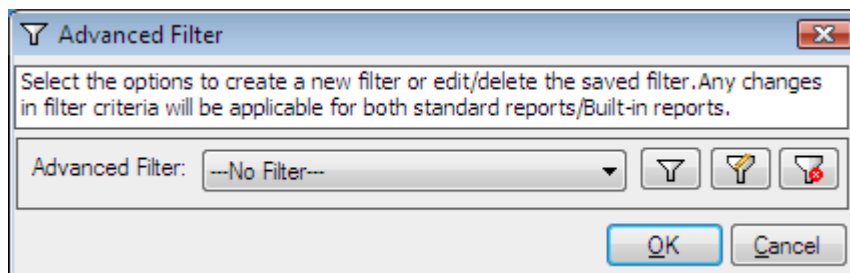 Advanced Filter
Select the options to create a new filter or edit/delete the saved filter.Any changes
in filter criteria will be applicable for both standard reports/Built-in reports.
Advanced Filter: ---No Filter---
OK Cancel